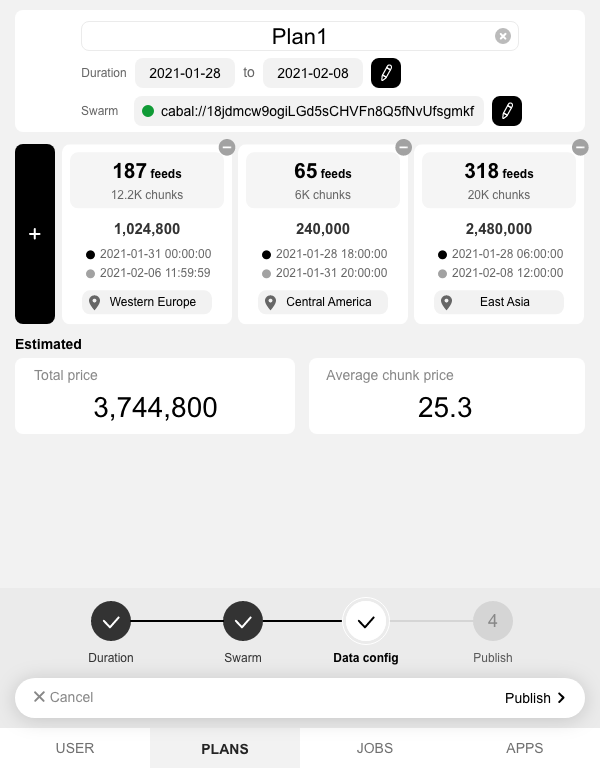 Plan1
Duration 2021-01-28 to 2021-02-08
Swarm cabal://18jdmcw9ogiLGd5sCHVFn8Q5fNvUfsgmkf
+
187 feeds
12.2K chunks
1,024,800
2021-01-31 00:00:00
2021-02-06 11:59:59
Western Europe
65 feeds
6K chunks
240,000
2021-01-28 18:00:00
2021-01-31 20:00:00
Central America
318 feeds
20K chunks
2,480,000
2021-01-28 06:00:00
2021-02-08 12:00:00
East Asia
Estimated
Total price
3,744,800
Average chunk price
25.3
4
Duration Swarm Data config Publish
Cancel Publish
USER PLANS JOBS APPS